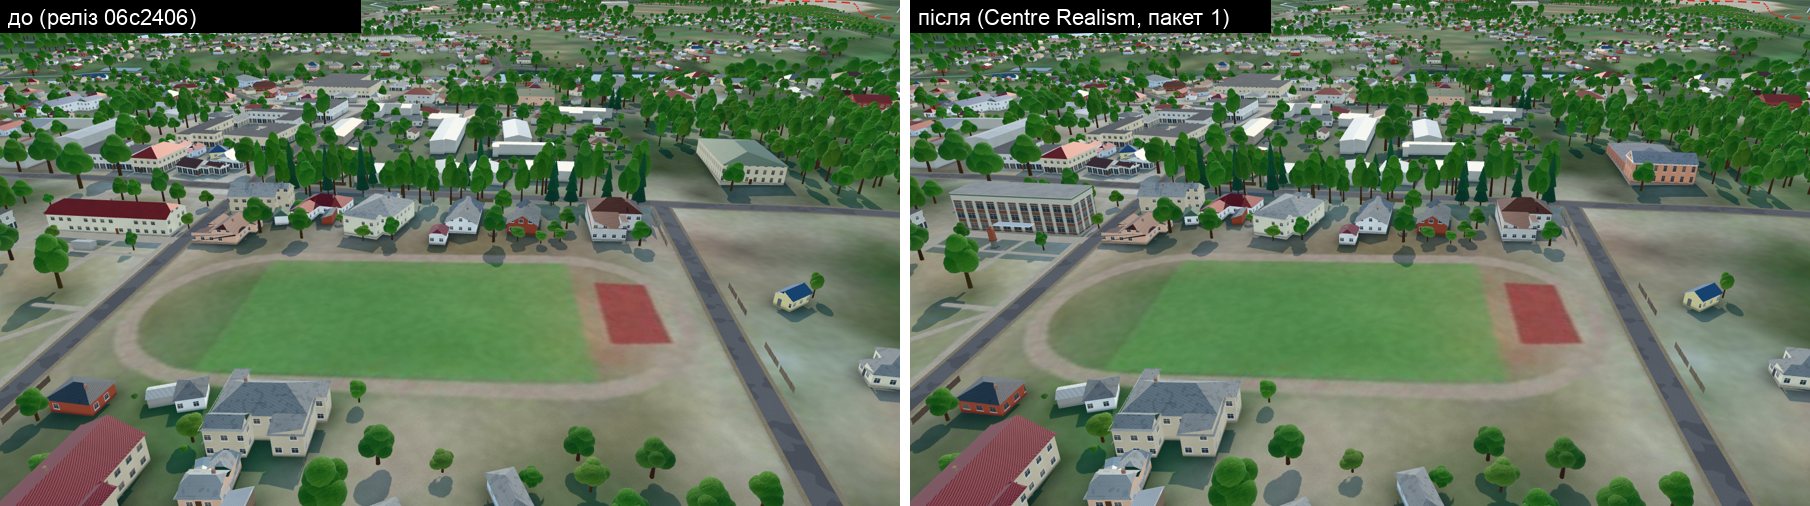 до (реліз 06c2406)
після (Centre Realism, пакет 1)